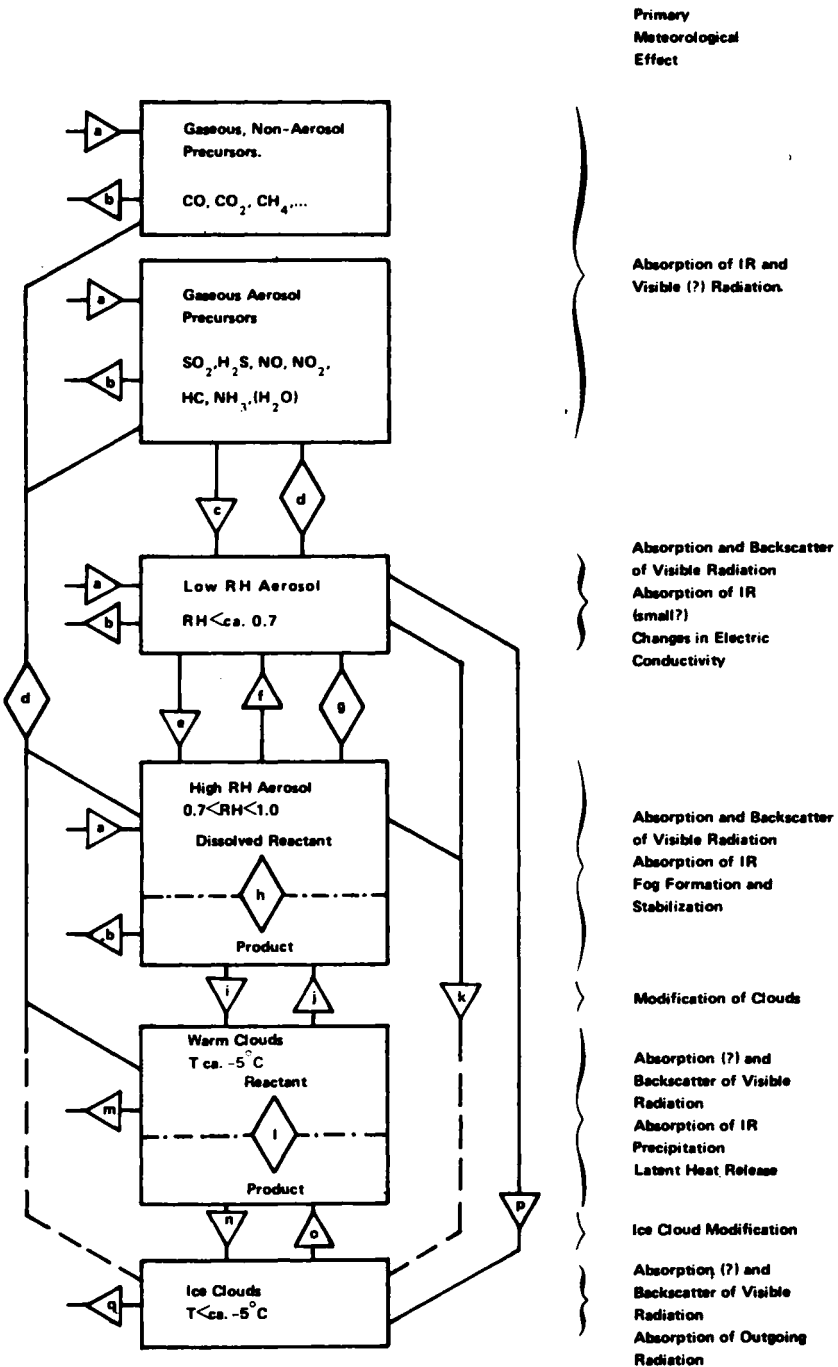 Primary
Meteorological
Effect
a
Gaseous, Non-Aerosol
Precursors.
b
CO, CO2, CH4,...
Absorption of IR and
Visible (?) Radiation.
a
Gaseous Aerosol
Precursors
b
SO2,H2S, NO, NO2,
HC, NH3,(H2O)
c
d
Absorption and Backscatter
of Visible Radiation
Absorption of IR
(small?)
Changes in Electric
Conductivity
a
Low RH Aerosol
b
RH<ca. 0.7
d
e
f
g
High RH Aerosol
0.7<RH<1.0
a
Dissolved Reactant
h
b
Product
Absorption and Backscatter
of Visible Radiation
Absorption of IR
Fog Formation and
Stabilization
i
j
k
Modification of Clouds
Warm Clouds
T ca. -5°C
Reactant
m
l
Product
Absorption (?) and
Backscatter of Visible
Radiation
Absorption of IR
Precipitation
Latent Heat Release
n
o
p
Ice Cloud Modification
Ice Clouds
q
T<ca. -5°C
Absorption (?) and
Backscatter of Visible
Radiation
Absorption of Outgoing
Radiation